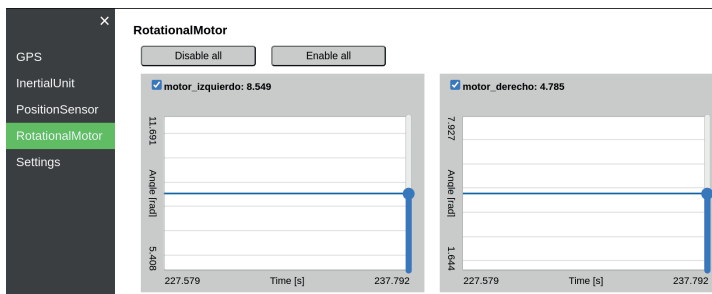 ×
GPS
InertialUnit
PositionSensor
RotationalMotor
Settings
RotationalMotor
Disable all
Enable all
motor_izquierdo: 8.549
11.691
Angle [rad]
5.408
227.579
Time [s]
237.792
motor_derecho: 4.785
7.927
Angle [rad]
1.644
227.579
Time [s]
237.792